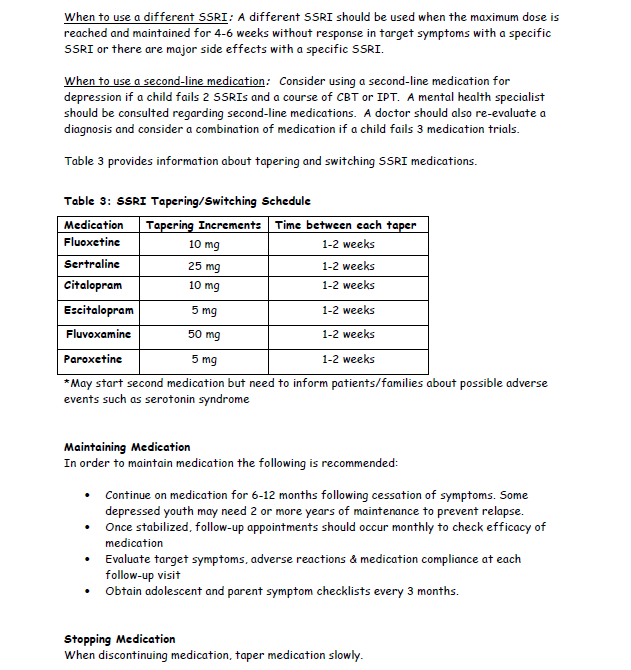 When to use a different SSRI: A different SSRI should be used when the maximum dose is
reached and maintained for 4-6 weeks without response in target symptoms with a specific
SSRI or there are major side effects with a specific SSRI.
When to use a second-line medication: Consider using a second-line medication for
depression if a child fails 2 SSRIs and a course of CBT or IPT. A mental health specialist
should be consulted regarding second-line medications. A doctor should also re-evaluate a
diagnosis and consider a combination of medication if a child fails 3 medication trials.
Table 3 provides information about tapering and switching SSRI medications.
Table 3: SSRI Tapering/Switching Schedule
Medication Tapering Increments Time between each taper
Fluoxetine 10 mg 1-2 weeks
Sertraline 25 mg 1-2 weeks
Citalopram 10 mg 1-2 weeks
Escitalopram 5 mg 1-2 weeks
Fluvoxamine 50 mg 1-2 weeks
Paroxetine 5 mg 1-2 weeks
*May start second medication but need to inform patients/families about possible adverse
events such as serotonin syndrome
Maintaining Medication
In order to maintain medication the following is recommended:
• Continue on medication for 6-12 months following cessation of symptoms. Some
depressed youth may need 2 or more years of maintenance to prevent relapse.
• Once stabilized, follow-up appointments should occur monthly to check efficacy of
medication
• Evaluate target symptoms, adverse reactions & medication compliance at each
follow-up visit
• Obtain adolescent and parent symptom checklists every 3 months.
Stopping Medication
When discontinuing medication, taper medication slowly.